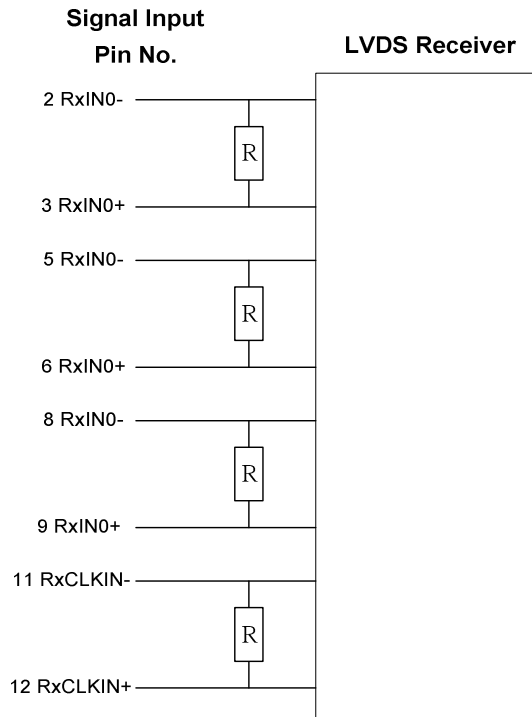 Signal Input
Pin No.
LVDS Receiver
2 RxIN0-
R
3 RxIN0+
5 RxIN0-
R
6 RxIN0+
8 RxIN0-
R
9 RxIN0+
11 RxCLKIN-
R
12 RxCLKIN+